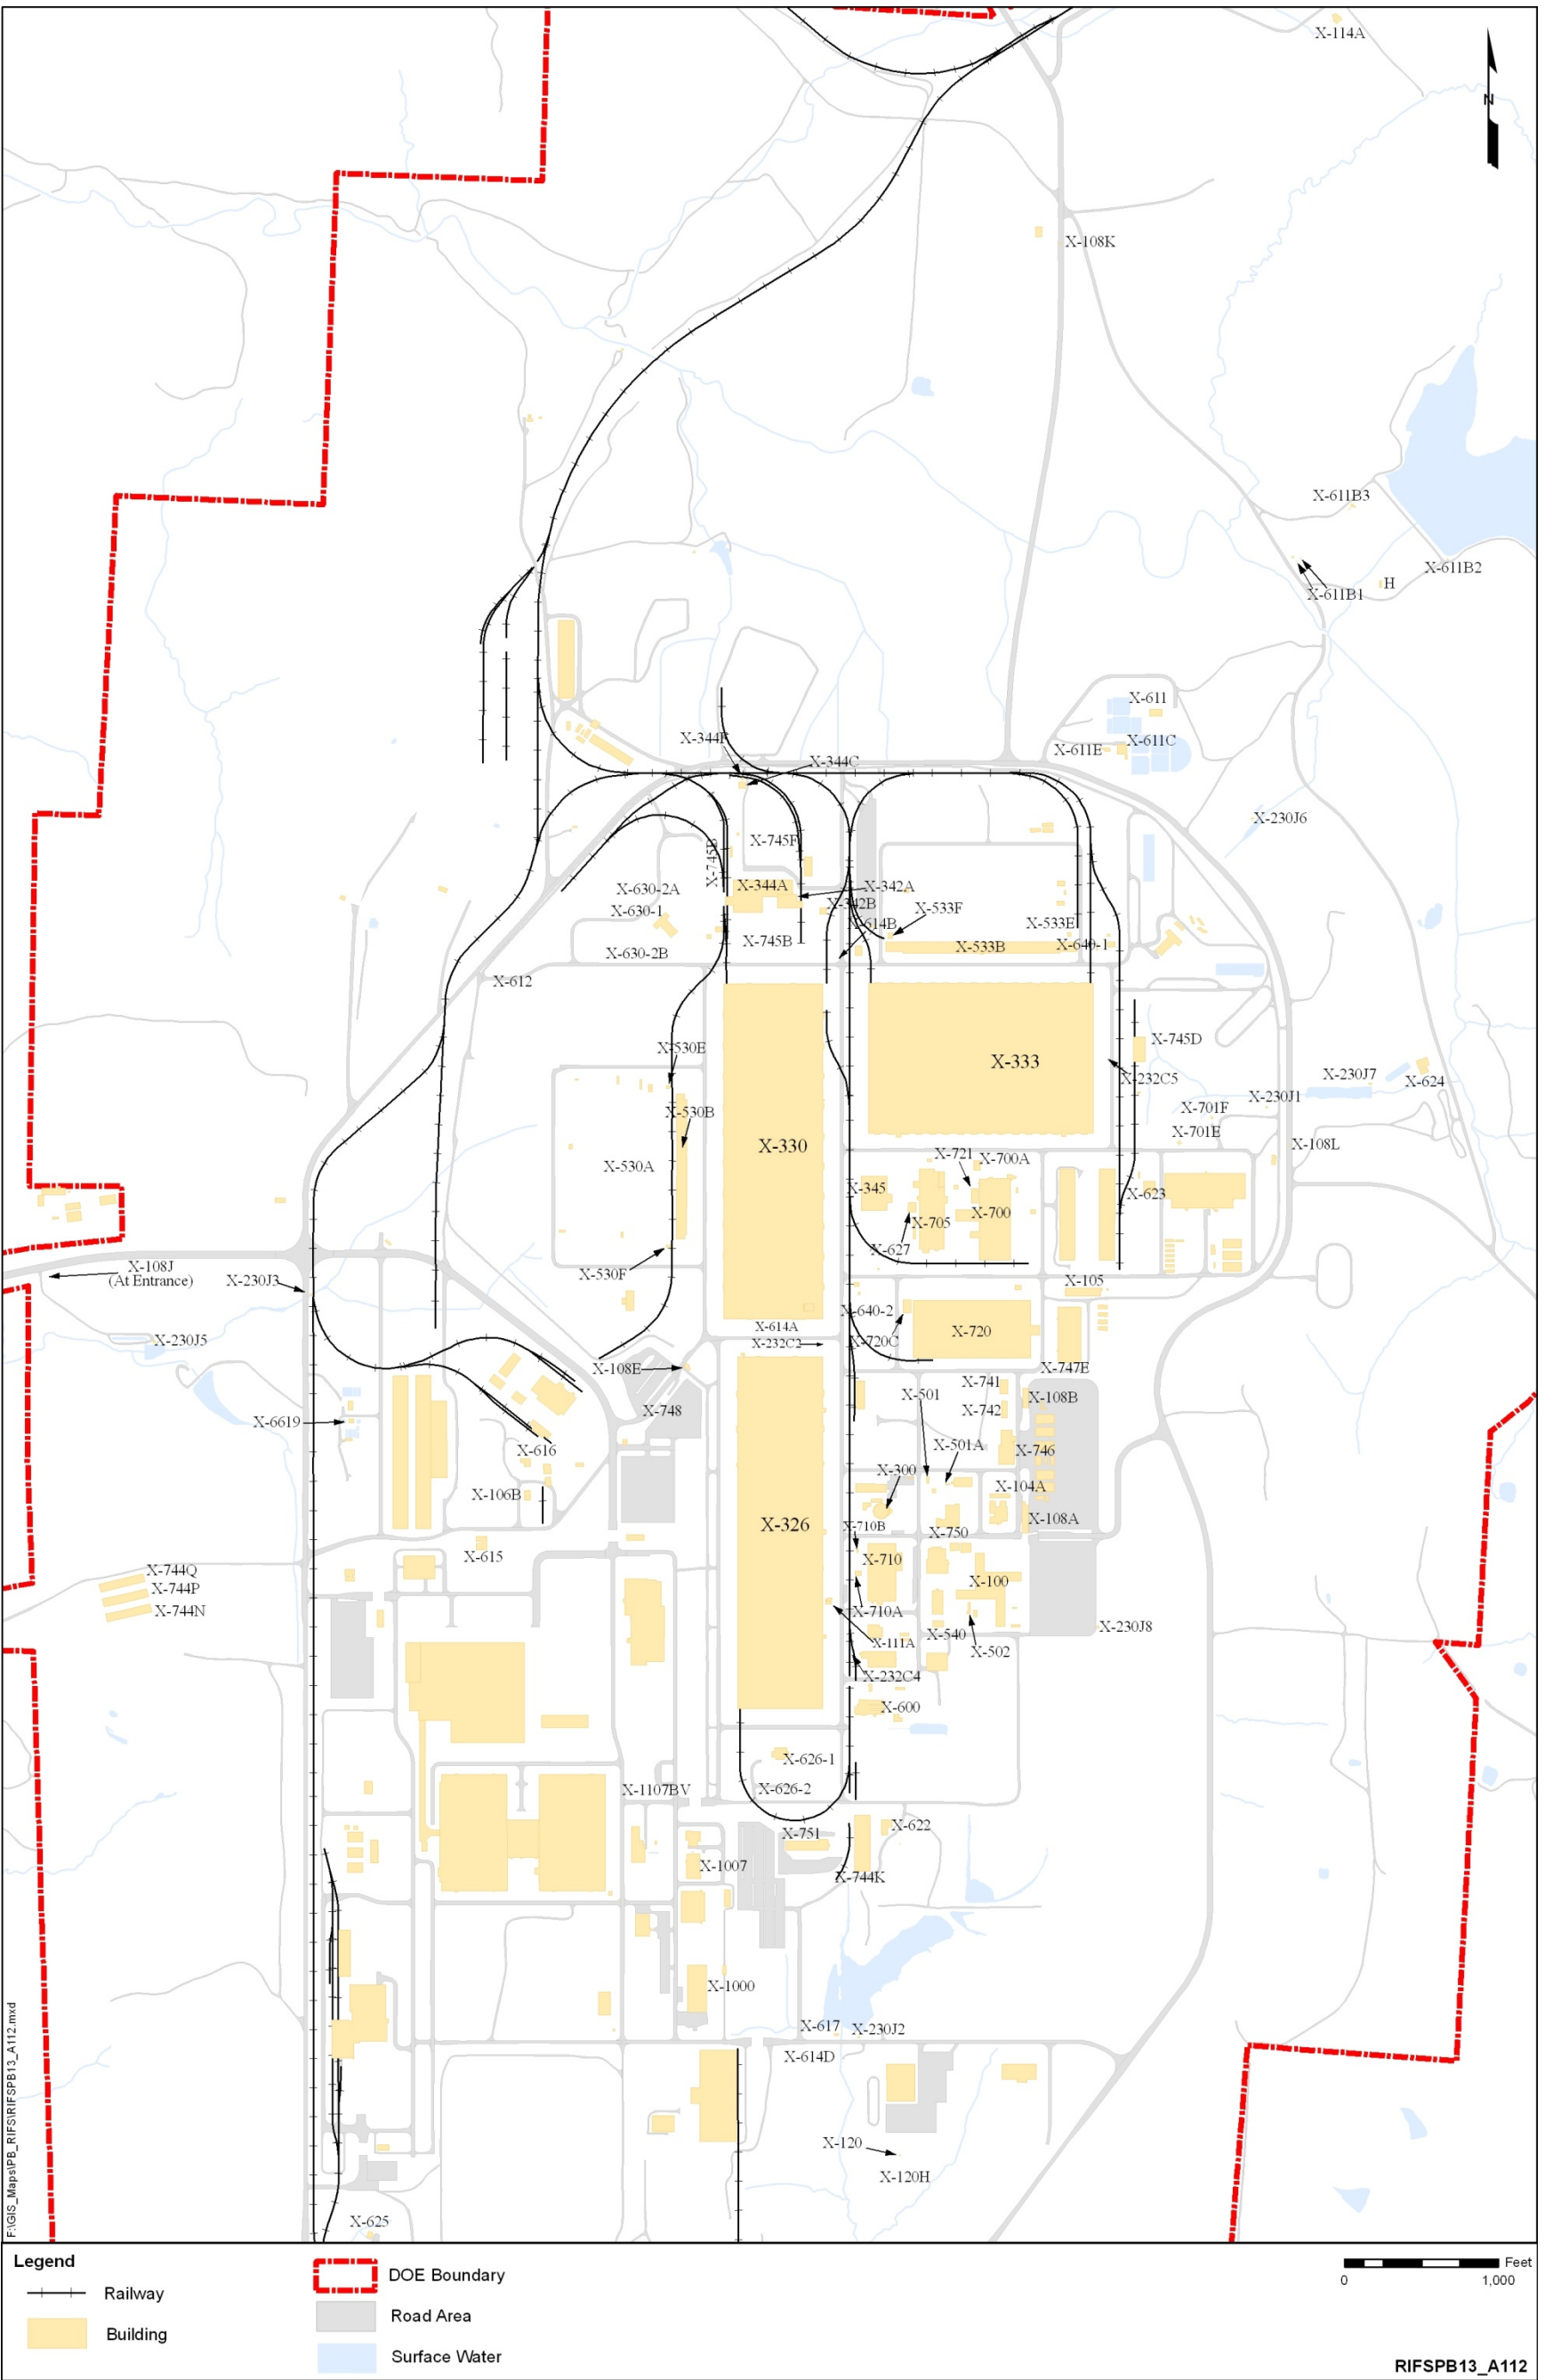 X-114A
N
X-108K
X-611B3
X-611B2
H
X-611B1
X-611
X-344F
X-611C
X-611E
X-344C
X-230J6
X-745F
X-745E
X-630-2A
X-344A
X-342A
X-342B
X-630-1
X-533F
X-614B
X-533E
X-745B
X-533B
X-640-1
X-630-2B
X-612
X-745D
X-530E
X-333
X-232C5
X-230J7
X-624
X-230J1
X-530B
X-701F
X-701E
X-330
X-108L
X-721
X-700A
X-530A
X-345
X-623
X-705
X-700
X-627
X-108J
(At Entrance)
X-530F
X-230J3
X-105
X-640-2
X-614A
X-720
X-230J5
X-232C2
X-720C
X-108E
X-747E
X-741
X-501
X-108B
X-748
X-742
X-6619
X-501A
X-616
X-746
X-300
X-104A
X-106B
X-326
X-710B
X-108A
X-750
X-615
X-710
X-744Q
X-100
X-744P
X-744N
X-710A
X-230J8
X-540
X-111A
X-502
X-232C4
X-600
X-626-1
X-1107BV
X-626-2
X-622
X-751
X-1007
X-744K
X-1000
X-617
X-230J2
X-614D
X-120
X-120H
X-625
F:\GIS_Maps\PB_RIFS\RIFSPB13_A112.mxd
Legend
Railway
Building
DOE Boundary
Road Area
Surface Water
Feet
0 1,000
RIFSPB13_A112